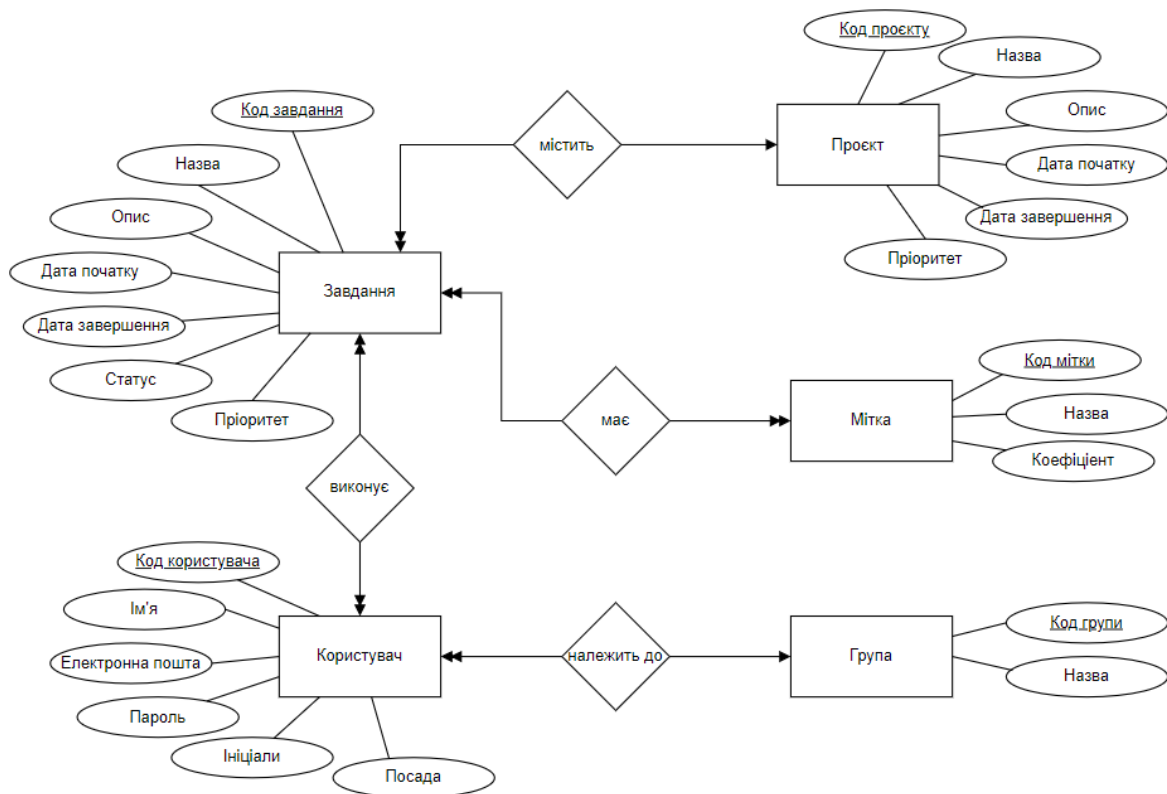 Код проєкту
Назва
Код завдання
містить
Проєкт
Опис
Назва
Дата початку
Опис
Дата завершення
Пріоритет
Дата початку
Завдання
Дата завершення
Статус
Пріоритет
Код мітки
має
Мітка
Назва
Коефіцієнт
виконує
Код користувача
Ім'я
Код групи
Електронна пошта
Користувач
належить до
Група
Назва
Пароль
Ініціали
Посада